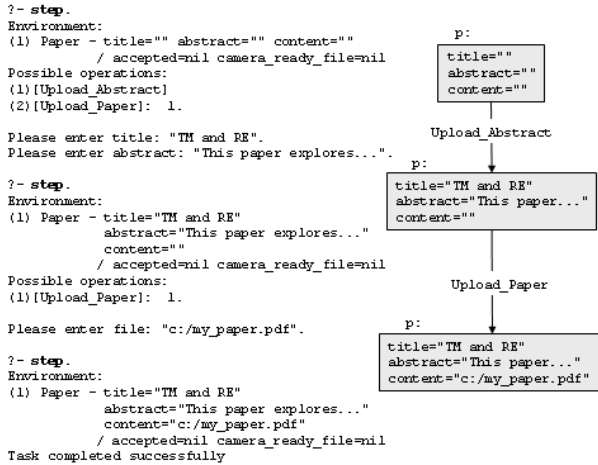 ?- step.
Environment:
(1) Paper - title="" abstract="" content=""
/ accepted=nil camera_ready_file=nil
Possible operations:
(1)[Upload_Abstract]
(2)[Upload_Paper]: 1.
Please enter title: "TM and RE".
Please enter abstract: "This paper explores...".
?- step.
Environment:
(1) Paper - title="TM and RE"
abstract="This paper explores..."
content=""
/ accepted=nil camera_ready_file=nil
Possible operations:
(1)[Upload_Paper]: 1.
Please enter file: "c:/my_paper.pdf".
?- step.
Environment:
(1) Paper - title="TM and RE"
abstract="This paper explores..."
content="c:/my_paper.pdf"
/ accepted=nil camera_ready_file=nil
Task completed successfully
p:
title=""
abstract=""
content=""
Upload_Abstract
p:
title="TM and RE"
abstract="This paper..."
content=""
Upload_Paper
p:
title="TM and RE"
abstract="This paper..."
content="c:/my_paper.pdf"